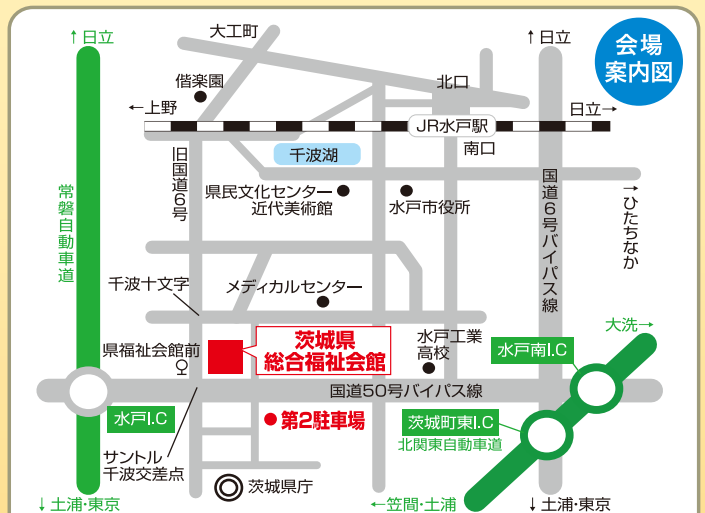 ↑日立
大工町
↑日立
会場
案内図
偕楽園
北口
←上野
日立→
JR水戸駅
南口
千波湖
旧国道6号
県民文化センター
近代美術館
水戸市役所
国道6号バイパス線
→ひたちなか
常磐自動車道
千波十文字
メディカルセンター
大洗→
県福祉会館前
茨城県
総合福祉会館
水戸工業
高校
水戸南I.C
国道50号バイパス線
水戸I.C
第2駐車場
茨城町東I.C
北関東自動車道
サントル
千波交差点
茨城県庁
↓土浦・東京
←笠間・土浦
↓土浦・東京